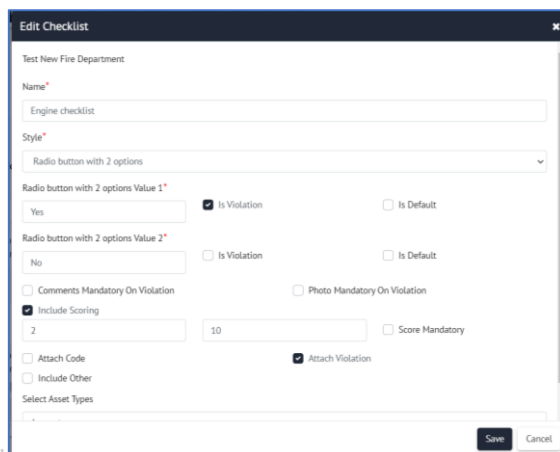 Edit Checklist
Test New Fire Department
Name*
Engine checklist
Style*
Radio button with 2 options
Radio button with 2 options Value 1*
Yes Is Violation Is Default
Radio button with 2 options Value 2*
No Is Violation Is Default
Comments Mandatory On Violation Photo Mandatory On Violation
Include Scoring
2 10 Score Mandatory
Attach Code Attach Violation
Include Other
Select Asset Types
Save Cancel